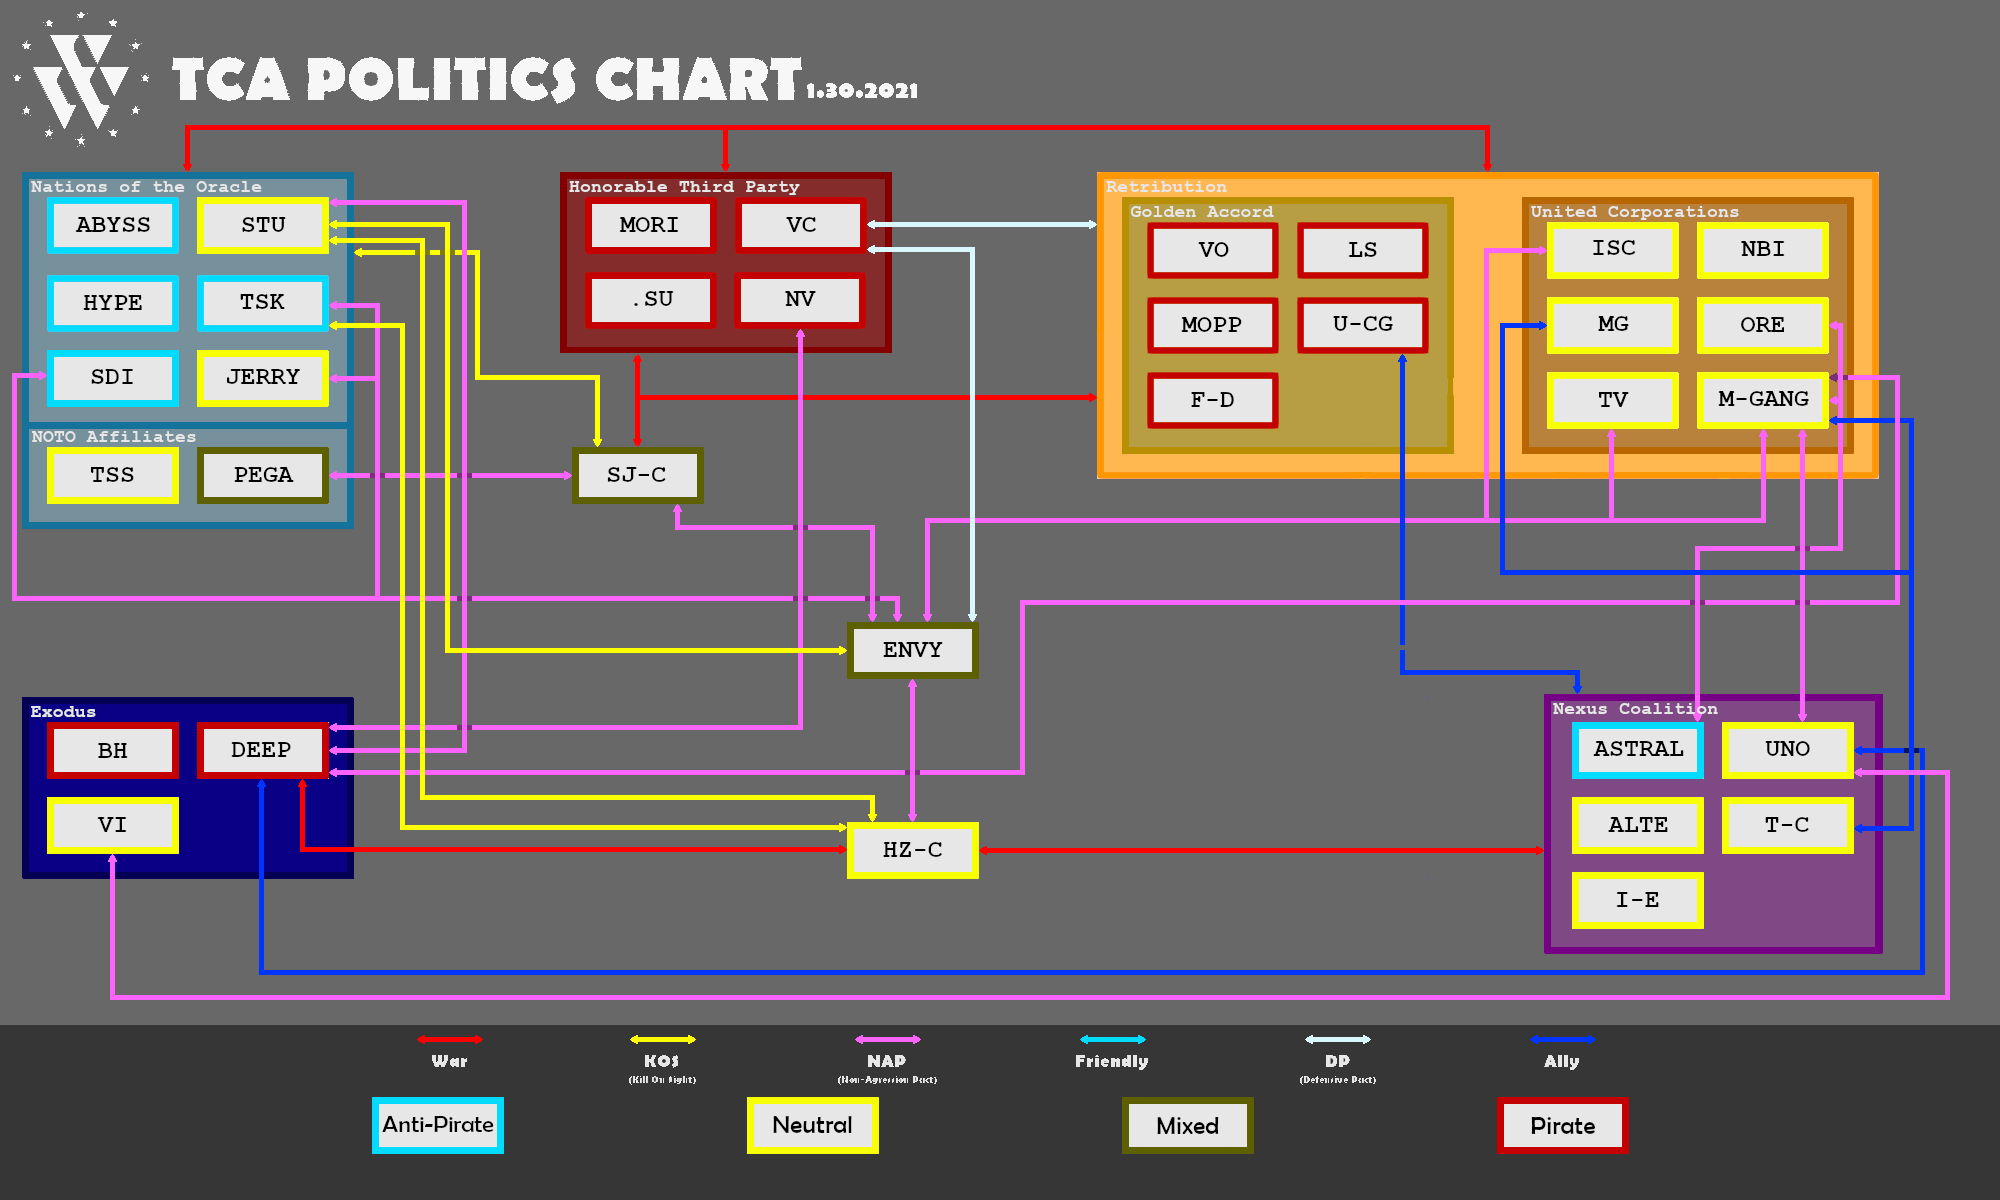 TCA POLITICS CHART 1.30.2021
Nations of the Oracle
ABYSS
STU
HYPE
TSK
SDI
JERRY
NOTO Affiliates
TSS
PEGA
Honorable Third Party
MORI
VC
.SU
NV
SJ-C
Retribution
Golden Accord
VO
LS
MOPP
U-CG
F-D
United Corporations
ISC
NBI
MG
ORE
TV
M-GANG
ENVY
HZ-C
Exodus
BH
DEEP
VI
Nexus Coalition
ASTRAL
UNO
ALTE
T-C
I-E
War
KOS
(Kill On Sight)
NAP
(Non-Agression Pact)
Friendly
DP
(Defensive Pact)
Ally
Anti-Pirate
Neutral
Mixed
Pirate